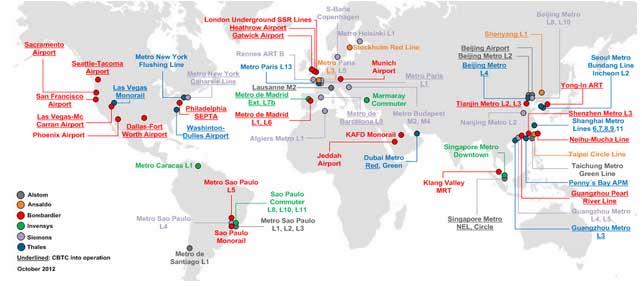 S-Barle
Copenhagen
Metro Helsinki L1
Stockholm Red Line
London Underground SSR Lines
Heathrow Airport
Gatwick Airport
Rennes ART B
Metro Paris L13
Metro Paris
L3 L5
Munich
Airport
Metro Paris
L1
Lausanne M2
Metro de Madrid
Ext. L7b
Metro de Madrid
L1, L6
Metro de
Barcelona L9
Marmaray
Commuter
Metro Budapest
M2, M4
Algiers Metro L1
KAFD Monorail
Jeddah
Airport
Dubai Metro
Red, Green
Sacramento
Airport
Seattle-Tacoma
Airport
San Francisco
Airport
Las Vegas
Monorail
Las Vegas-Mc
Carran Airport
Phoenix Airport
Dallas-Fort
Worth Airport
Metro New York
Flushing Line
Metro New York
Canarsie Line
Philadelphia
SEPTA
Washinton-
Dulles Airport
Metro Caracas L1
Metro Sao Paulo
L5
Sao Paulo
Commuter
L8, L10, L11
Metro Sao Paulo
L4
Metro Sao Paulo
L1, L2, L3
Sao Paulo
Monorail
Metro de
Santiago L1
Beijing Metro
L8, L10
Shenyang L1
Beijing Airport
Beijing Metro L2
Beijing Metro
L4
Seoul Metro
Bundang Line
Incheon L2
Yong-In ART
Tianjin Metro L2, L3
Nanjing Metro L2
Shenzhen Metro L3
Shanghai Metro
Lines
6,7,8,9,11
Neihu-Mucha Line
Taipei Circle Line
Taichung Metro
Green Line
Penny´s Bay APM
Guangzhou Pearl
River Line
Guangzhou Metro
L4, L5,
Guangzhou Metro
L3
Singapore Metro
Downtown
Klang Valley
MRT
Singapore Metro
NEL, Circle
Alstom
Ansaldo
Bombardier
Invensys
Siemens
Thales
Underlined: CBTC into operation
October 2012